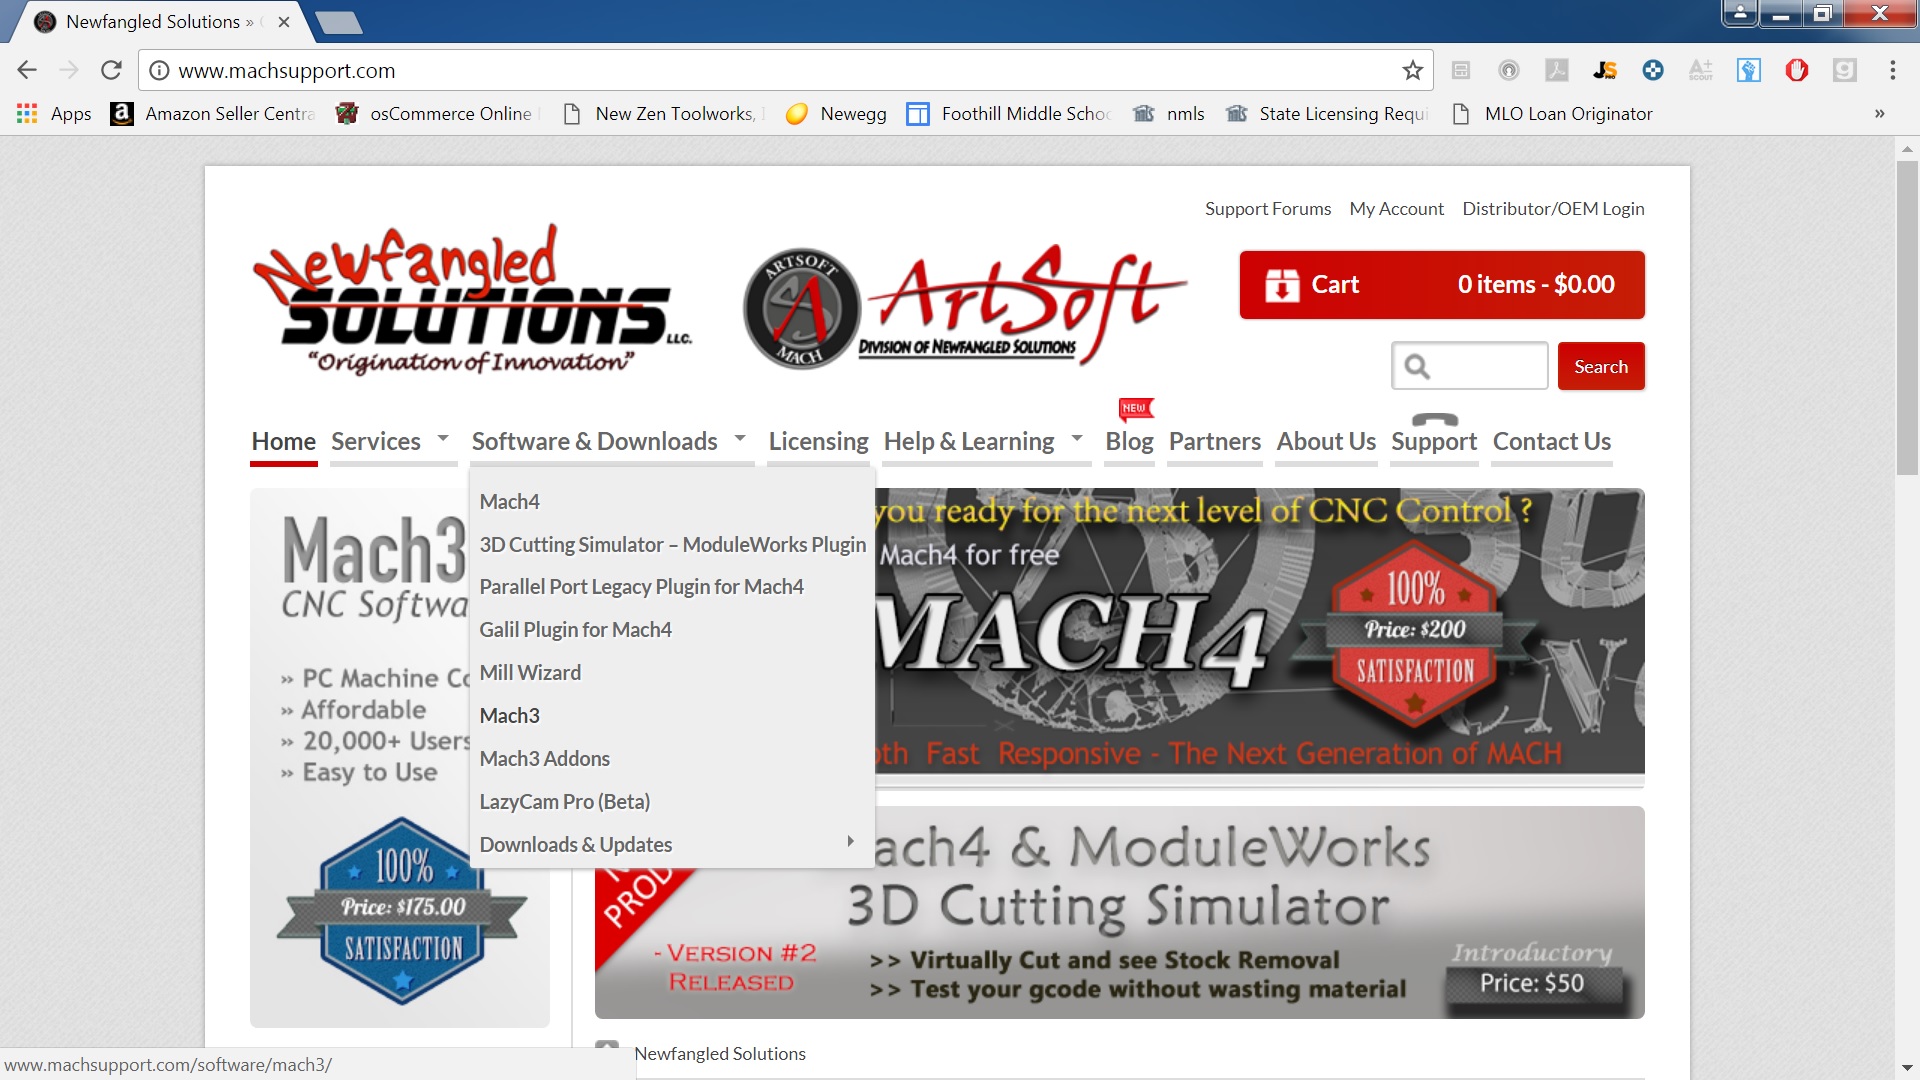 Newfangled Solutions »
www.machsupport.com
Apps
Amazon Seller Centra
osCommerce Online
New Zen Toolworks,
Newegg
Foothill Middle Schoo
nmls
State Licensing Requi
MLO Loan Originator
»
Support Forums
My Account
Distributor/OEM Login
Newfangled
SOLUTIONS LLC.
"Origination of Innovation"
ARTSOFT
MACH
ArtSoft
DIVISION OF NEWFANGLED SOLUTIONS
Cart
0 items - $0.00
Search
NEW
Home
Services
Software & Downloads
Licensing
Help & Learning
Blog
Partners
About Us
Support
Contact Us
Mach4
3D Cutting Simulator – ModuleWorks Plugin
Parallel Port Legacy Plugin for Mach4
Galil Plugin for Mach4
Mill Wizard
Mach3
Mach3 Addons
LazyCam Pro (Beta)
Downloads & Updates
Mach3
CNC Softwa
» PC Machine Co
» Affordable
» 20,000+ Users
» Easy to Use
100%
Price: $175.00
SATISFACTION
you ready for the next level of CNC Control ?
Mach4 for free
MACH4
100%
Price: $200
SATISFACTION
oth Fast Responsive - The Next Generation of MACH
PROD
ach4 & ModuleWorks
3D Cutting Simulator
- VERSION #2
RELEASED
>> Virtually Cut and see Stock Removal
>> Test your gcode without wasting material
Introductory
Price: $50
Newfangled Solutions
www.machsupport.com/software/mach3/